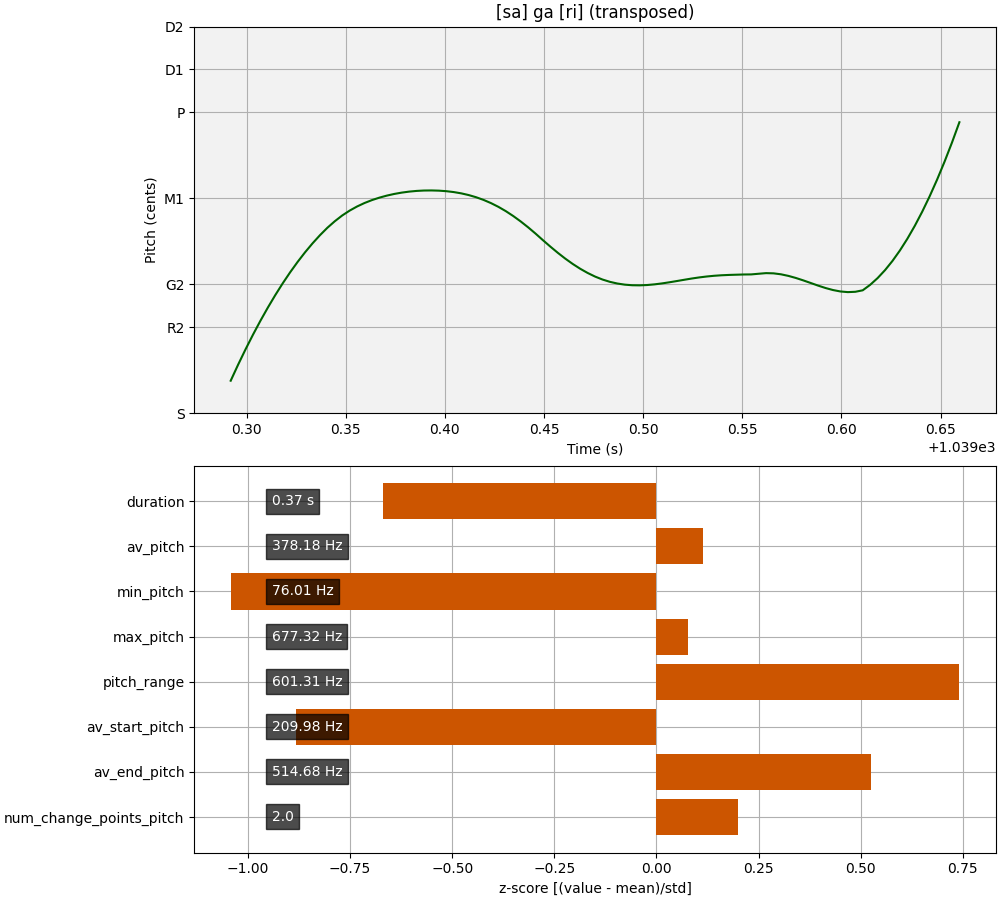 [sa] ga [ri] (transposed)
D2
D1
P
M1
G2
R2
S
Pitch (cents)
0.30 0.35 0.40 0.45 0.50 0.55 0.60 0.65
Time (s)
+1.039e3
duration 0.37 s
av_pitch 378.18 Hz
min_pitch 76.01 Hz
max_pitch 677.32 Hz
pitch_range 601.31 Hz
av_start_pitch 209.98 Hz
av_end_pitch 514.68 Hz
num_change_points_pitch 2.0
−1.00 −0.75 −0.50 −0.25 0.00 0.25 0.50 0.75
z-score [(value - mean)/std]